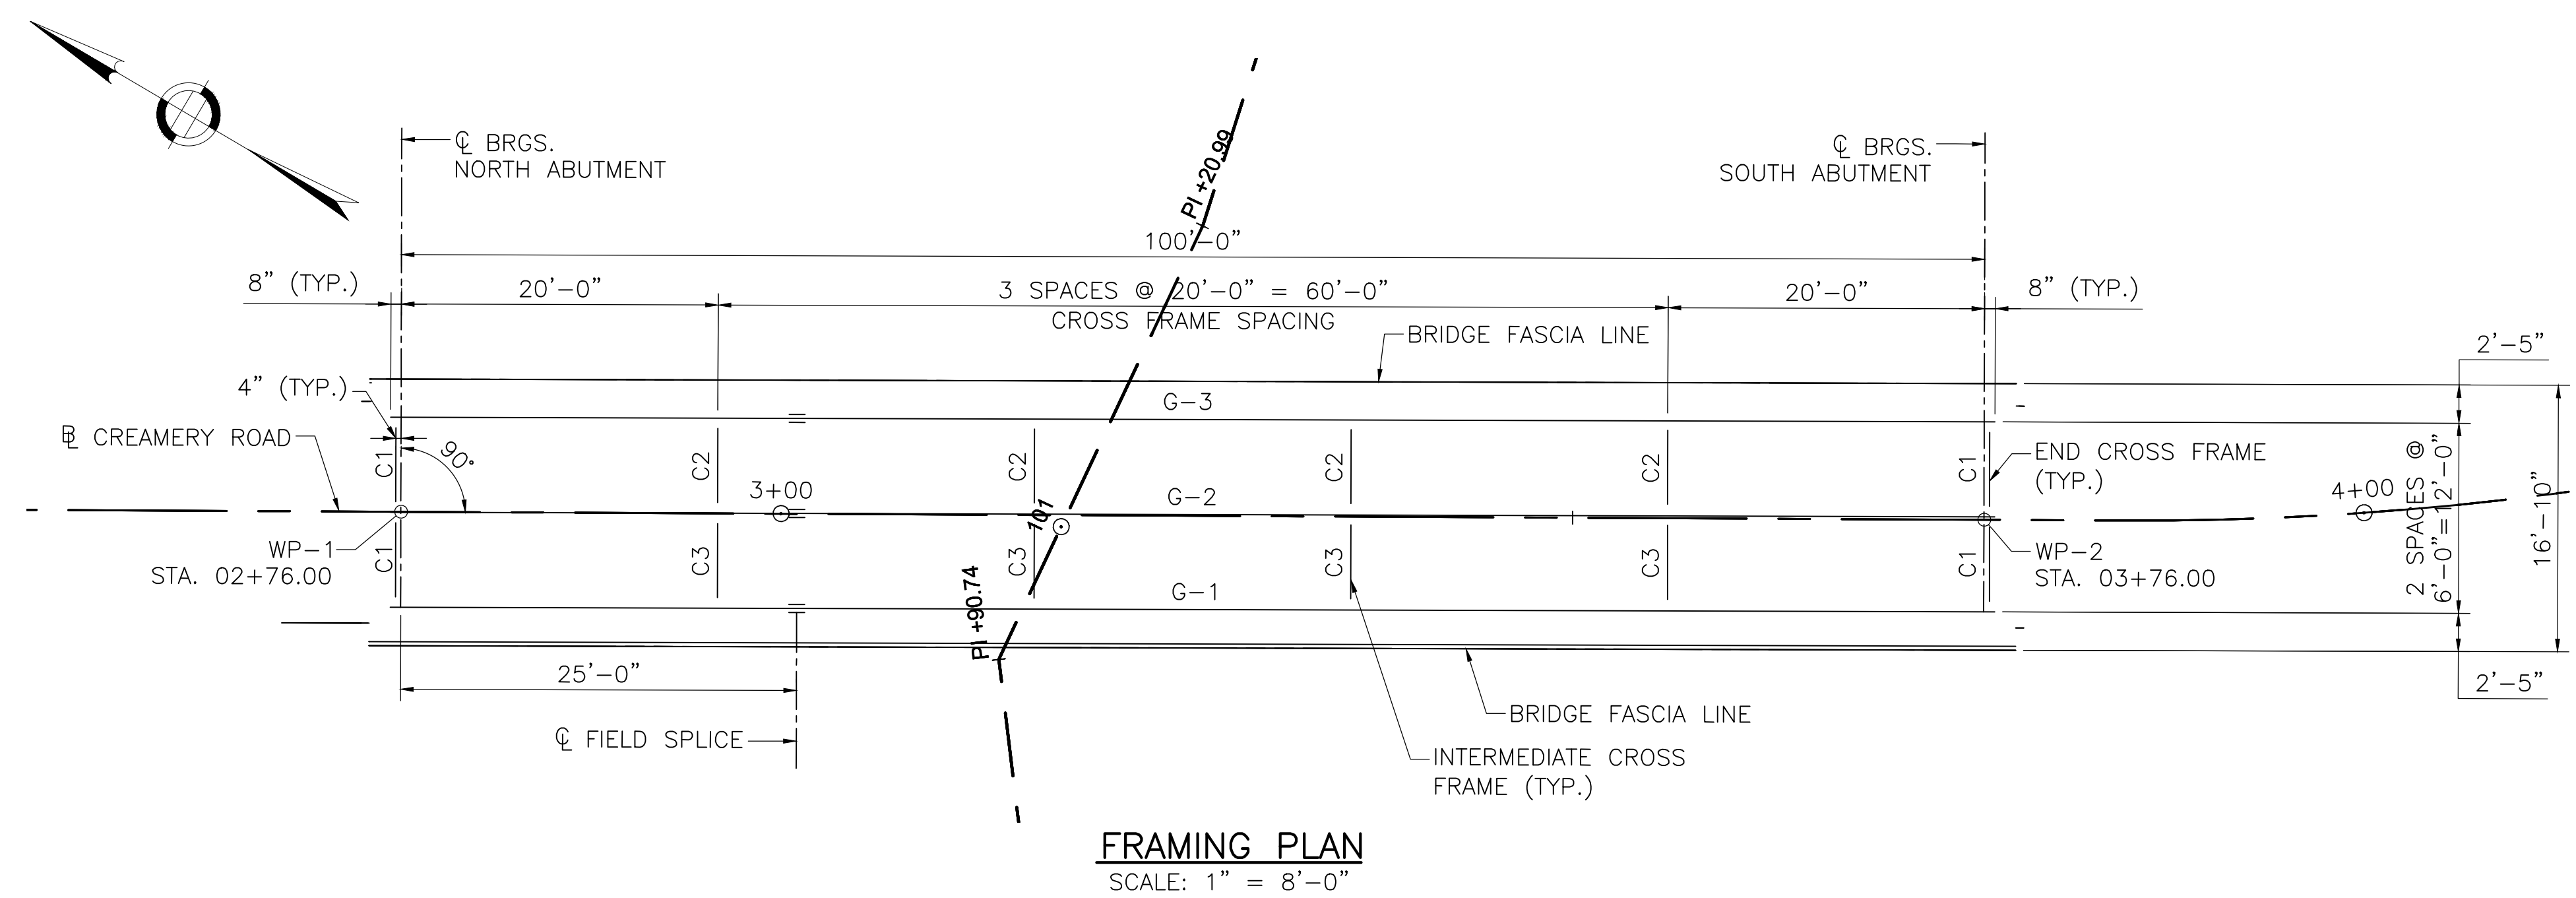 ℄ BRGS.
NORTH ABUTMENT
℄ BRGS.
SOUTH ABUTMENT
PI +20.99
100'-0"
8" (TYP.)
20'-0"
3 SPACES @ 20'-0" = 60'-0"
CROSS FRAME SPACING
20'-0"
8" (TYP.)
BRIDGE FASCIA LINE
2'-5"
4" (TYP.)
G-3
BL CREAMERY ROAD
90°
C1
C2
C2
C2
C2
C1
END CROSS FRAME
(TYP.)
3+00
G-2
4+00
101
WP-1
STA. 02+76.00
C1
C3
C3
C3
C3
C1
WP-2
STA. 03+76.00
2 SPACES @
6'-0"=12'-0"
16'-10"
G-1
PI +90.74
25'-0"
2'-5"
℄ FIELD SPLICE
BRIDGE FASCIA LINE
INTERMEDIATE CROSS
FRAME (TYP.)
FRAMING PLAN
SCALE: 1" = 8'-0"